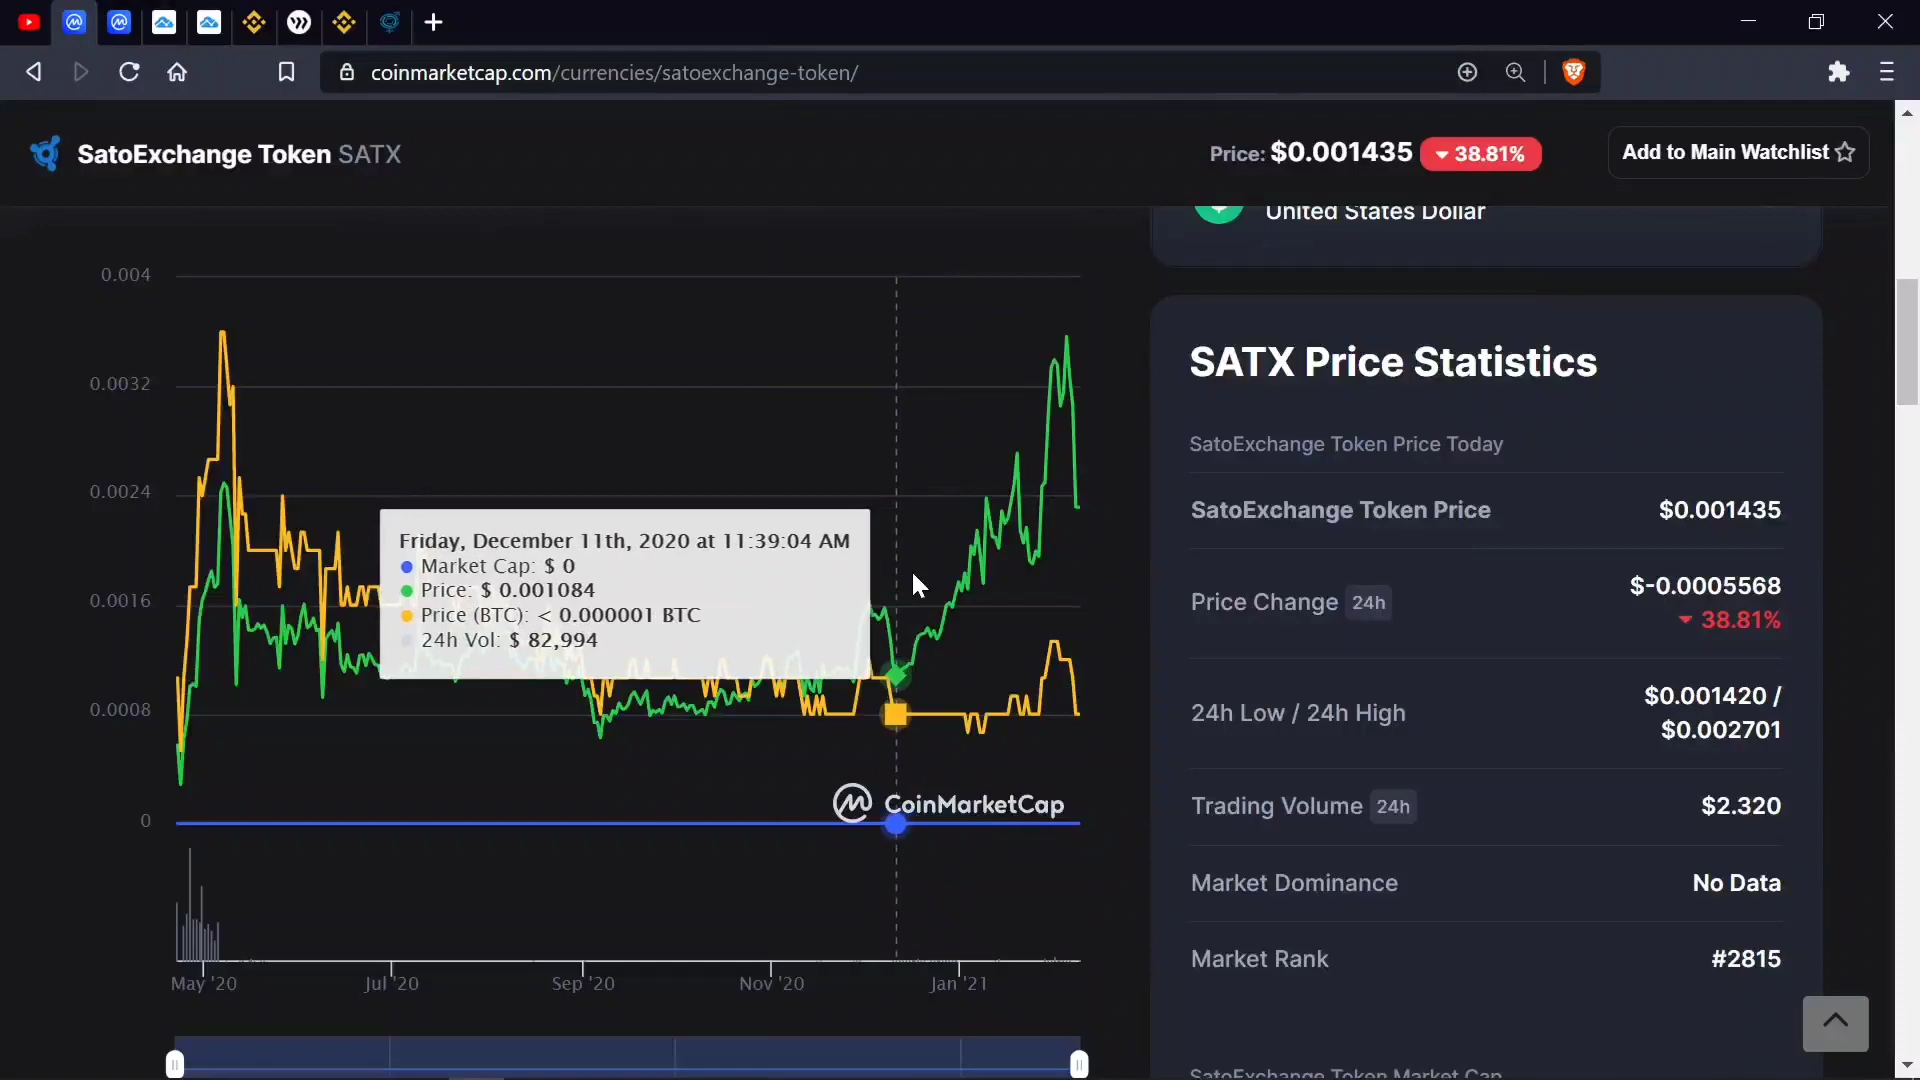 coinmarketcap.com/currencies/satoexchange-token/
SatoExchange Token SATX
Price: $0.001435 38.81%
Add to Main Watchlist
United States Dollar
0.004
0.0032
0.0024
0.0016
0.0008
0
Friday, December 11th, 2020 at 11:39:04 AM
Market Cap: $ 0
Price: $ 0.001084
Price (BTC): < 0.000001 BTC
24h Vol: $ 82,994
CoinMarketCap
May '20
Jul '20
Sep '20
Nov '20
Jan '21
SATX Price Statistics
SatoExchange Token Price Today
SatoExchange Token Price $0.001435
Price Change 24h $-0.0005568
38.81%
24h Low / 24h High $0.001420 /
$0.002701
Trading Volume 24h $2.320
Market Dominance No Data
Market Rank #2815
SatoExchange Token Market Cap